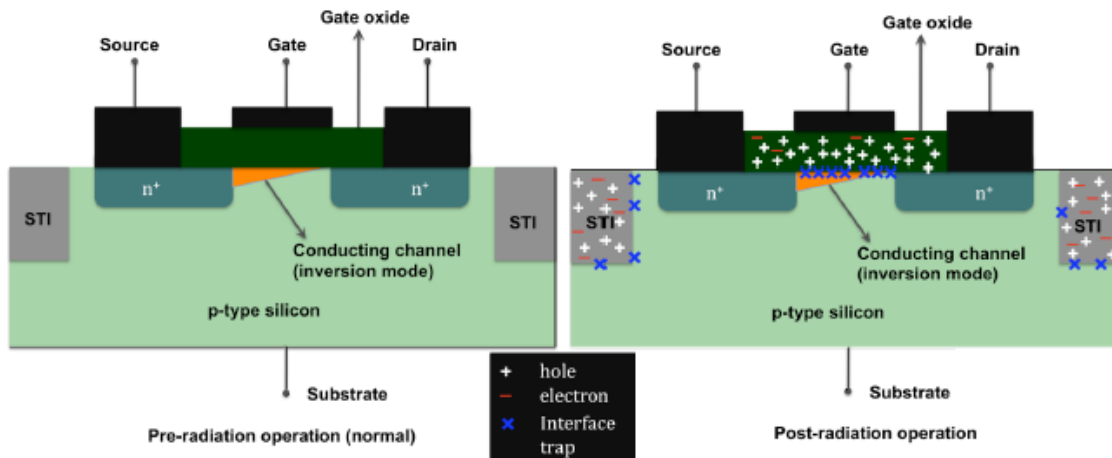 Gate oxide
Source
Gate
Drain
n+
n+
STI
STI
Conducting channel
(inversion mode)
p-type silicon
Substrate
Pre-radiation operation (normal)
Gate oxide
Source
Gate
Drain
n+
n+
STI
STI
Conducting channel
(inversion mode)
p-type silicon
Substrate
Post-radiation operation
+ hole
− electron
× Interface
trap